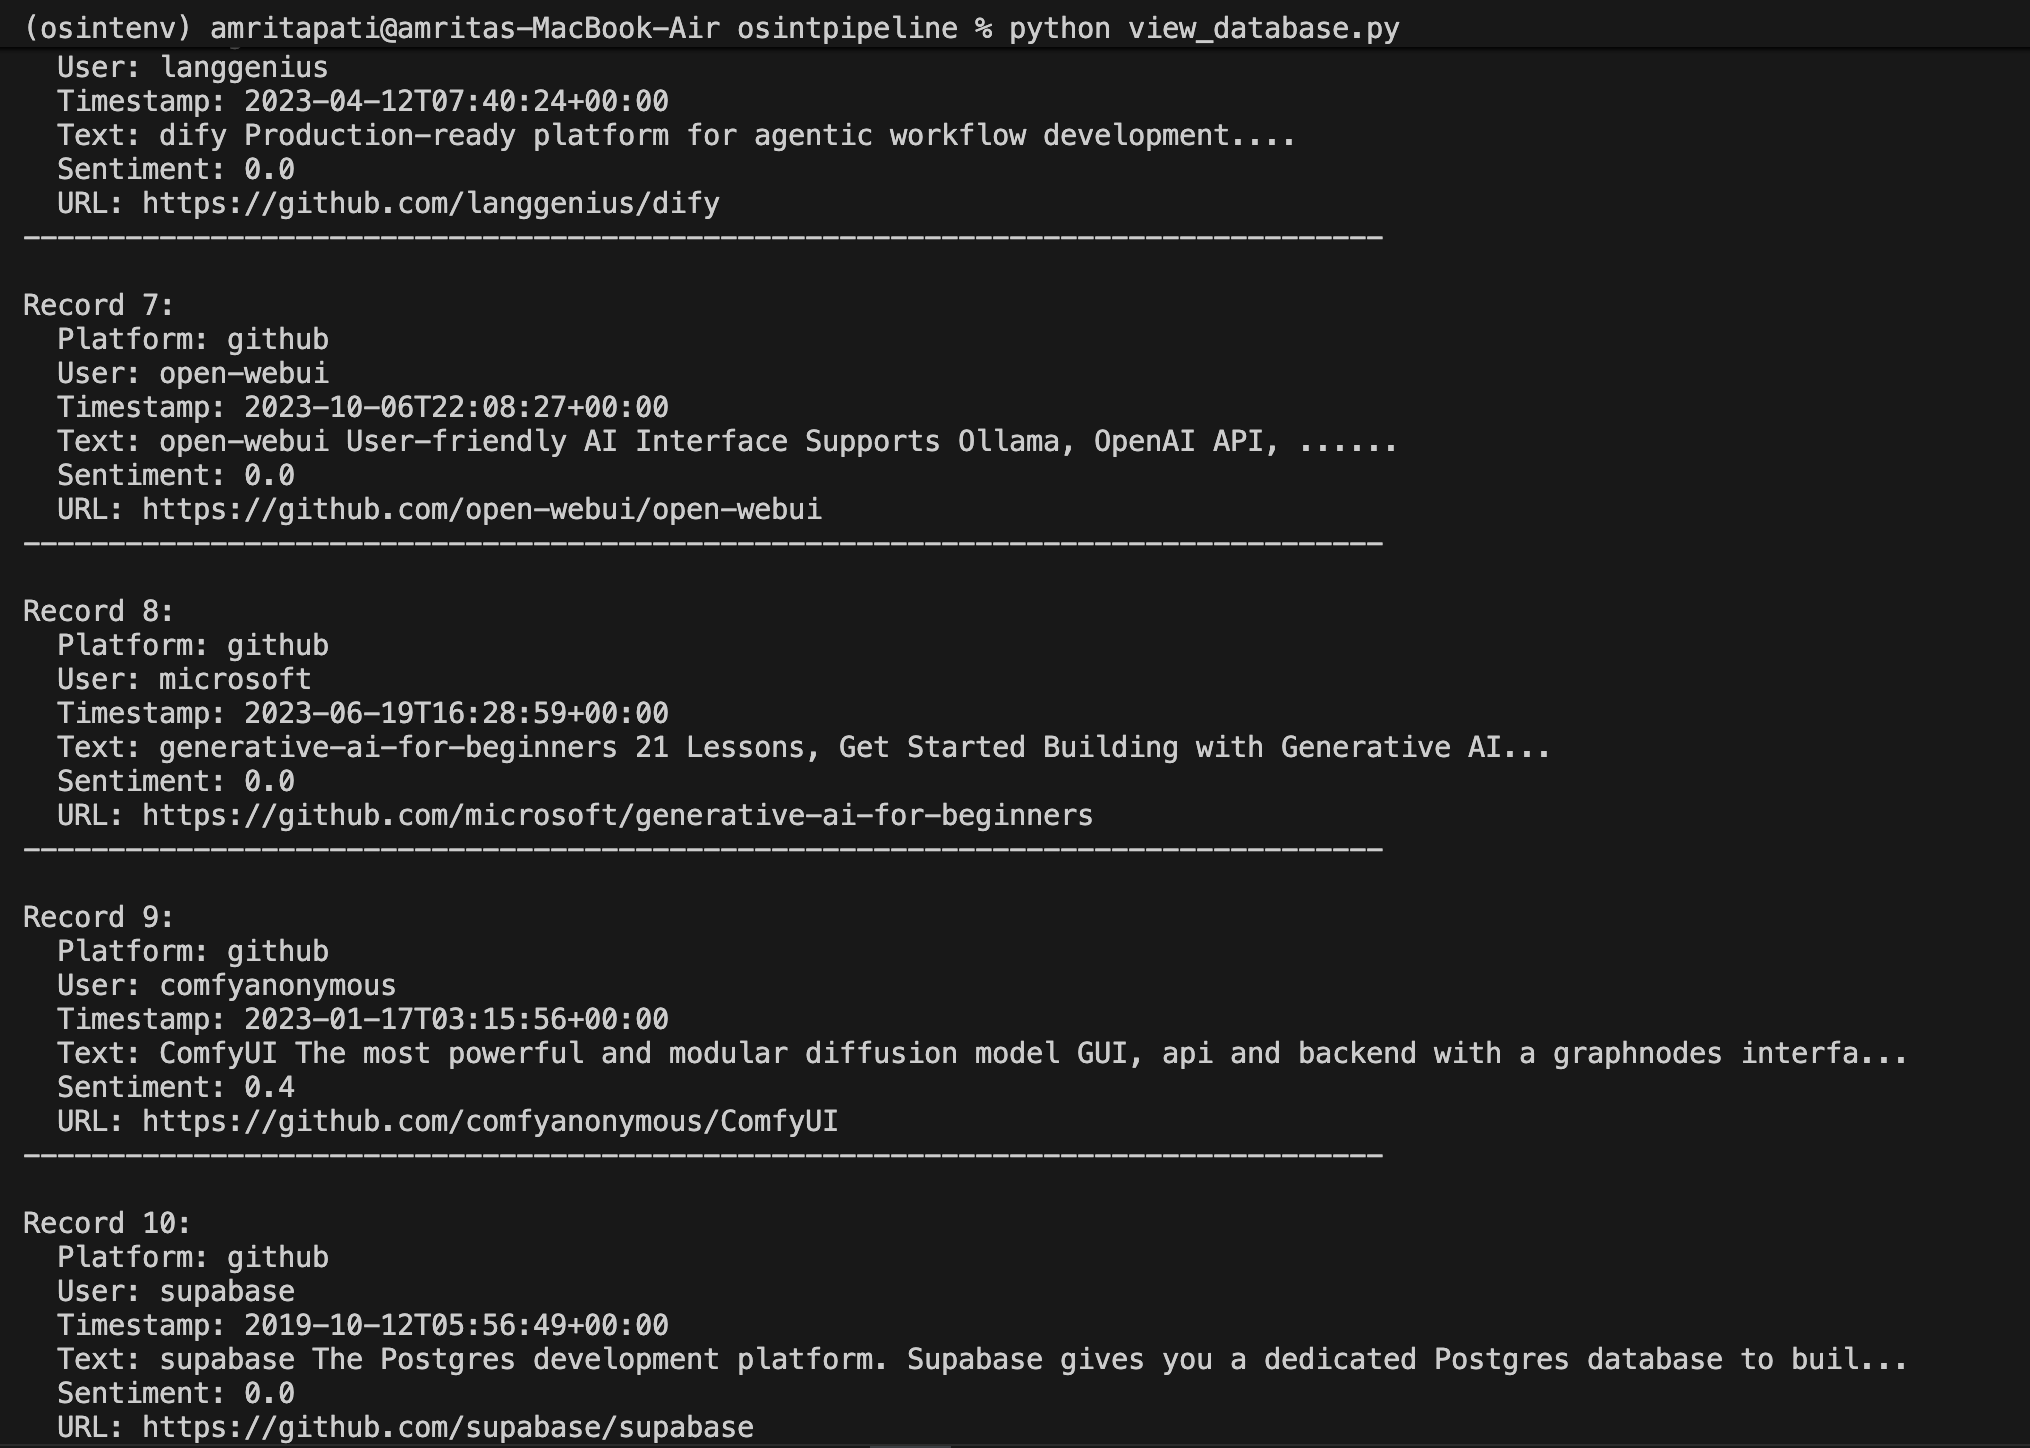 (osintenv) amritapati@amritas-MacBook-Air osintpipeline % python view_database.py
User: langgenius
Timestamp: 2023-04-12T07:40:24+00:00
Text: dify Production-ready platform for agentic workflow development....
Sentiment: 0.0
URL: https://github.com/langgenius/dify
--------------------------------------------------------------------------------
Record 7:
Platform: github
User: open-webui
Timestamp: 2023-10-06T22:08:27+00:00
Text: open-webui User-friendly AI Interface Supports Ollama, OpenAI API, ......
Sentiment: 0.0
URL: https://github.com/open-webui/open-webui
--------------------------------------------------------------------------------
Record 8:
Platform: github
User: microsoft
Timestamp: 2023-06-19T16:28:59+00:00
Text: generative-ai-for-beginners 21 Lessons, Get Started Building with Generative AI...
Sentiment: 0.0
URL: https://github.com/microsoft/generative-ai-for-beginners
--------------------------------------------------------------------------------
Record 9:
Platform: github
User: comfyanonymous
Timestamp: 2023-01-17T03:15:56+00:00
Text: ComfyUI The most powerful and modular diffusion model GUI, api and backend with a graphnodes interfa...
Sentiment: 0.4
URL: https://github.com/comfyanonymous/ComfyUI
--------------------------------------------------------------------------------
Record 10:
Platform: github
User: supabase
Timestamp: 2019-10-12T05:56:49+00:00
Text: supabase The Postgres development platform. Supabase gives you a dedicated Postgres database to buil...
Sentiment: 0.0
URL: https://github.com/supabase/supabase